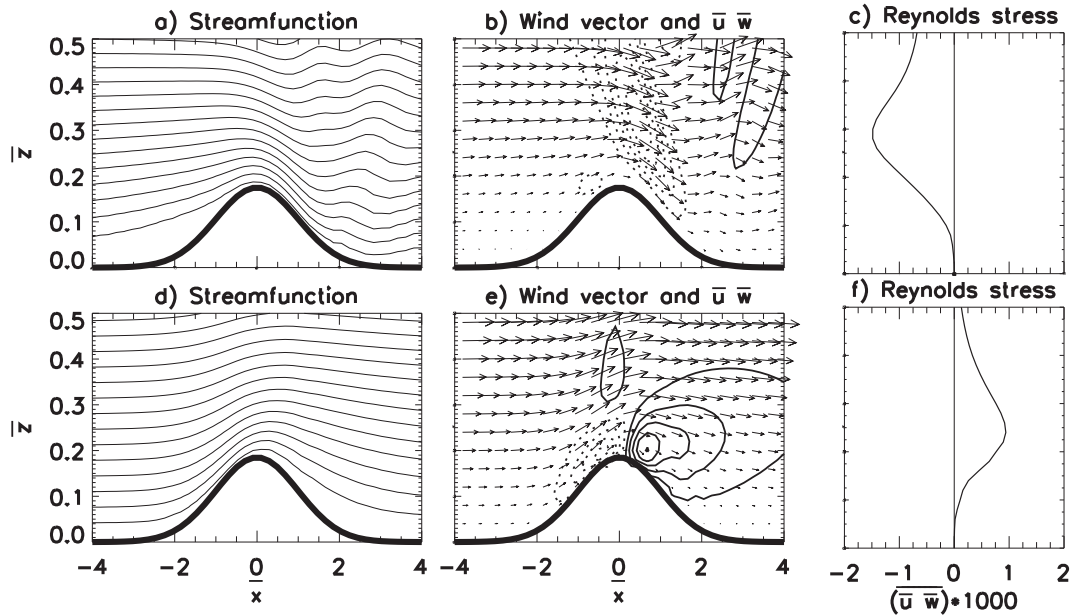 a) Streamfunction
b) Wind vector and u̅ w̅
c) Reynolds stress
0.5
0.4
0.3
0.2
0.1
0.0
z̅
d) Streamfunction
e) Wind vector and u̅ w̅
f) Reynolds stress
0.5
0.4
0.3
0.2
0.1
0.0
z̅
-4 -2 0 2 4
-4 -2 0 2 4
-2 -1 0 1 2
x̅
x̅
(u̅ w̅)*1000